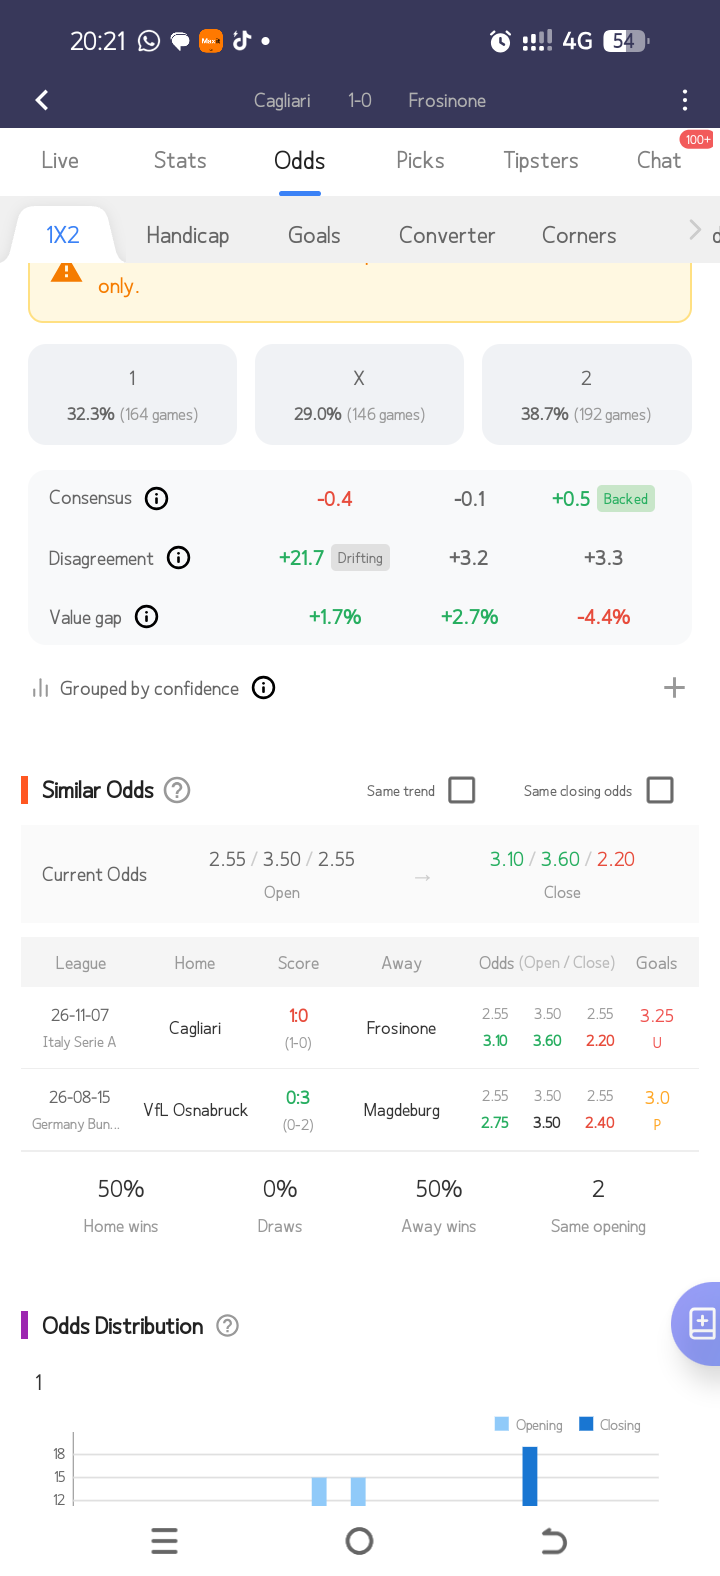 20:21 4G 54
Cagliari 1-0 Frosinone
100+
Live Stats Odds Picks Tipsters Chat
1X2 Handicap Goals Converter Corners
only.
1 X 2
32.3% (164 games) 29.0% (146 games) 38.7% (192 games)
Consensus -0.4 -0.1 +0.5 Backed
Disagreement +21.7 Drifting +3.2 +3.3
Value gap +1.7% +2.7% -4.4%
Grouped by confidence
Similar Odds Same trend Same closing odds
Current Odds 2.55 / 3.50 / 2.55 → 3.10 / 3.60 / 2.20
Open Close
League Home Score Away Odds (Open / Close) Goals
26-11-07 Cagliari 1:0 Frosinone 2.55 3.50 2.55 3.25
Italy Serie A (1-0) 3.10 3.60 2.20 U
26-08-15 VfL Osnabruck 0:3 Magdeburg 2.55 3.50 2.55 3.0
Germany Bun... (0-2) 2.75 3.50 2.40 P
50% 0% 50% 2
Home wins Draws Away wins Same opening
Odds Distribution
1
Opening Closing
18
15
12